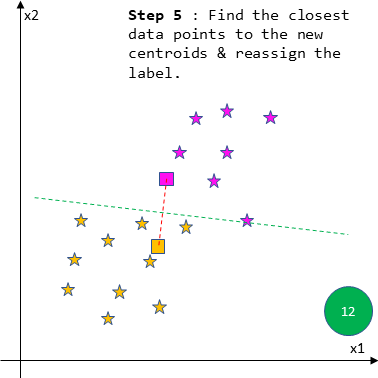 x2
Step 5 : Find the closest
data points to the new
centroids & reassign the
label.
12
x1